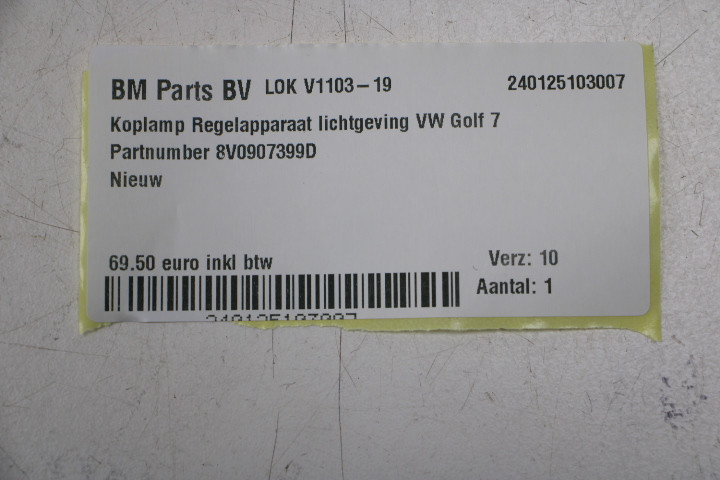 BM Parts BV LOK V1103-19 240125103007
Koplamp Regelapparaat lichtgeving VW Golf 7
Partnumber 8V0907399D
Nieuw
69.50 euro inkl btw Verz: 10
Aantal: 1
240125103007